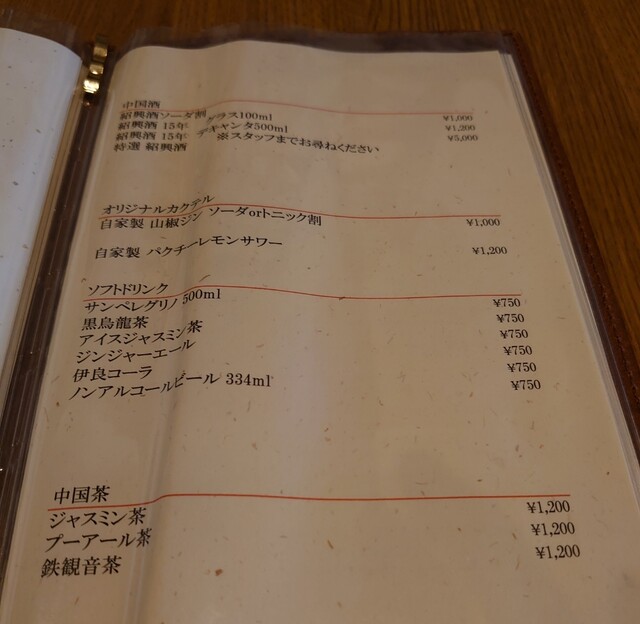 中国酒
紹興酒ソーダ割 ¥1,000
紹興酒 15年 グラス100ml ¥1,200
紹興酒 15年 デキャンタ500ml ¥5,000
特選 紹興酒 ※スタッフまでお尋ねください
オリジナルカクテル
自家製 山椒ジン ソーダorトニック割 ¥1,000
自家製 パクチーレモンサワー ¥1,200
ソフトドリンク
サンペレグリノ 500ml ¥750
黒烏龍茶 ¥750
アイスジャスミン茶 ¥750
ジンジャーエール ¥750
伊良コーラ ¥750
ノンアルコールビール 334ml ¥750
中国茶
ジャスミン茶 ¥1,200
プーアール茶 ¥1,200
鉄観音茶 ¥1,200